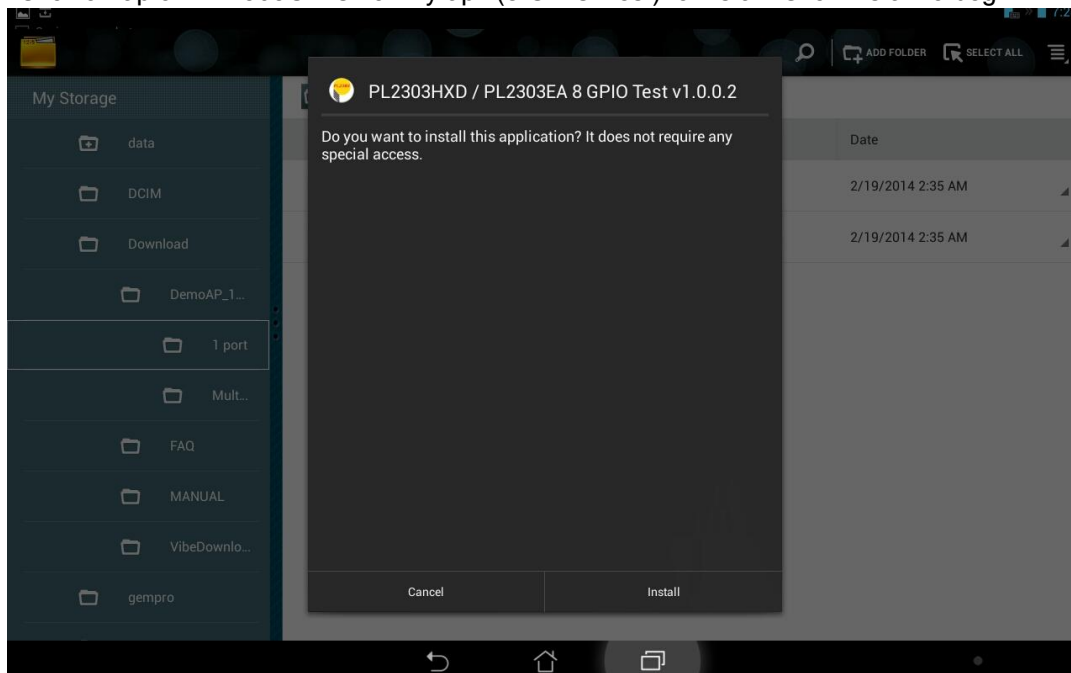 7:2
ADD FOLDER
SELECT ALL
My Storage
PL2303HXD / PL2303EA 8 GPIO Test v1.0.0.2
Do you want to install this application? It does not require any
special access.
data
Date
DCIM
2/19/2014 2:35 AM
Download
2/19/2014 2:35 AM
DemoAP_1...
1 port
Mult...
FAQ
MANUAL
VibeDownlo...
gempro
Cancel
Install